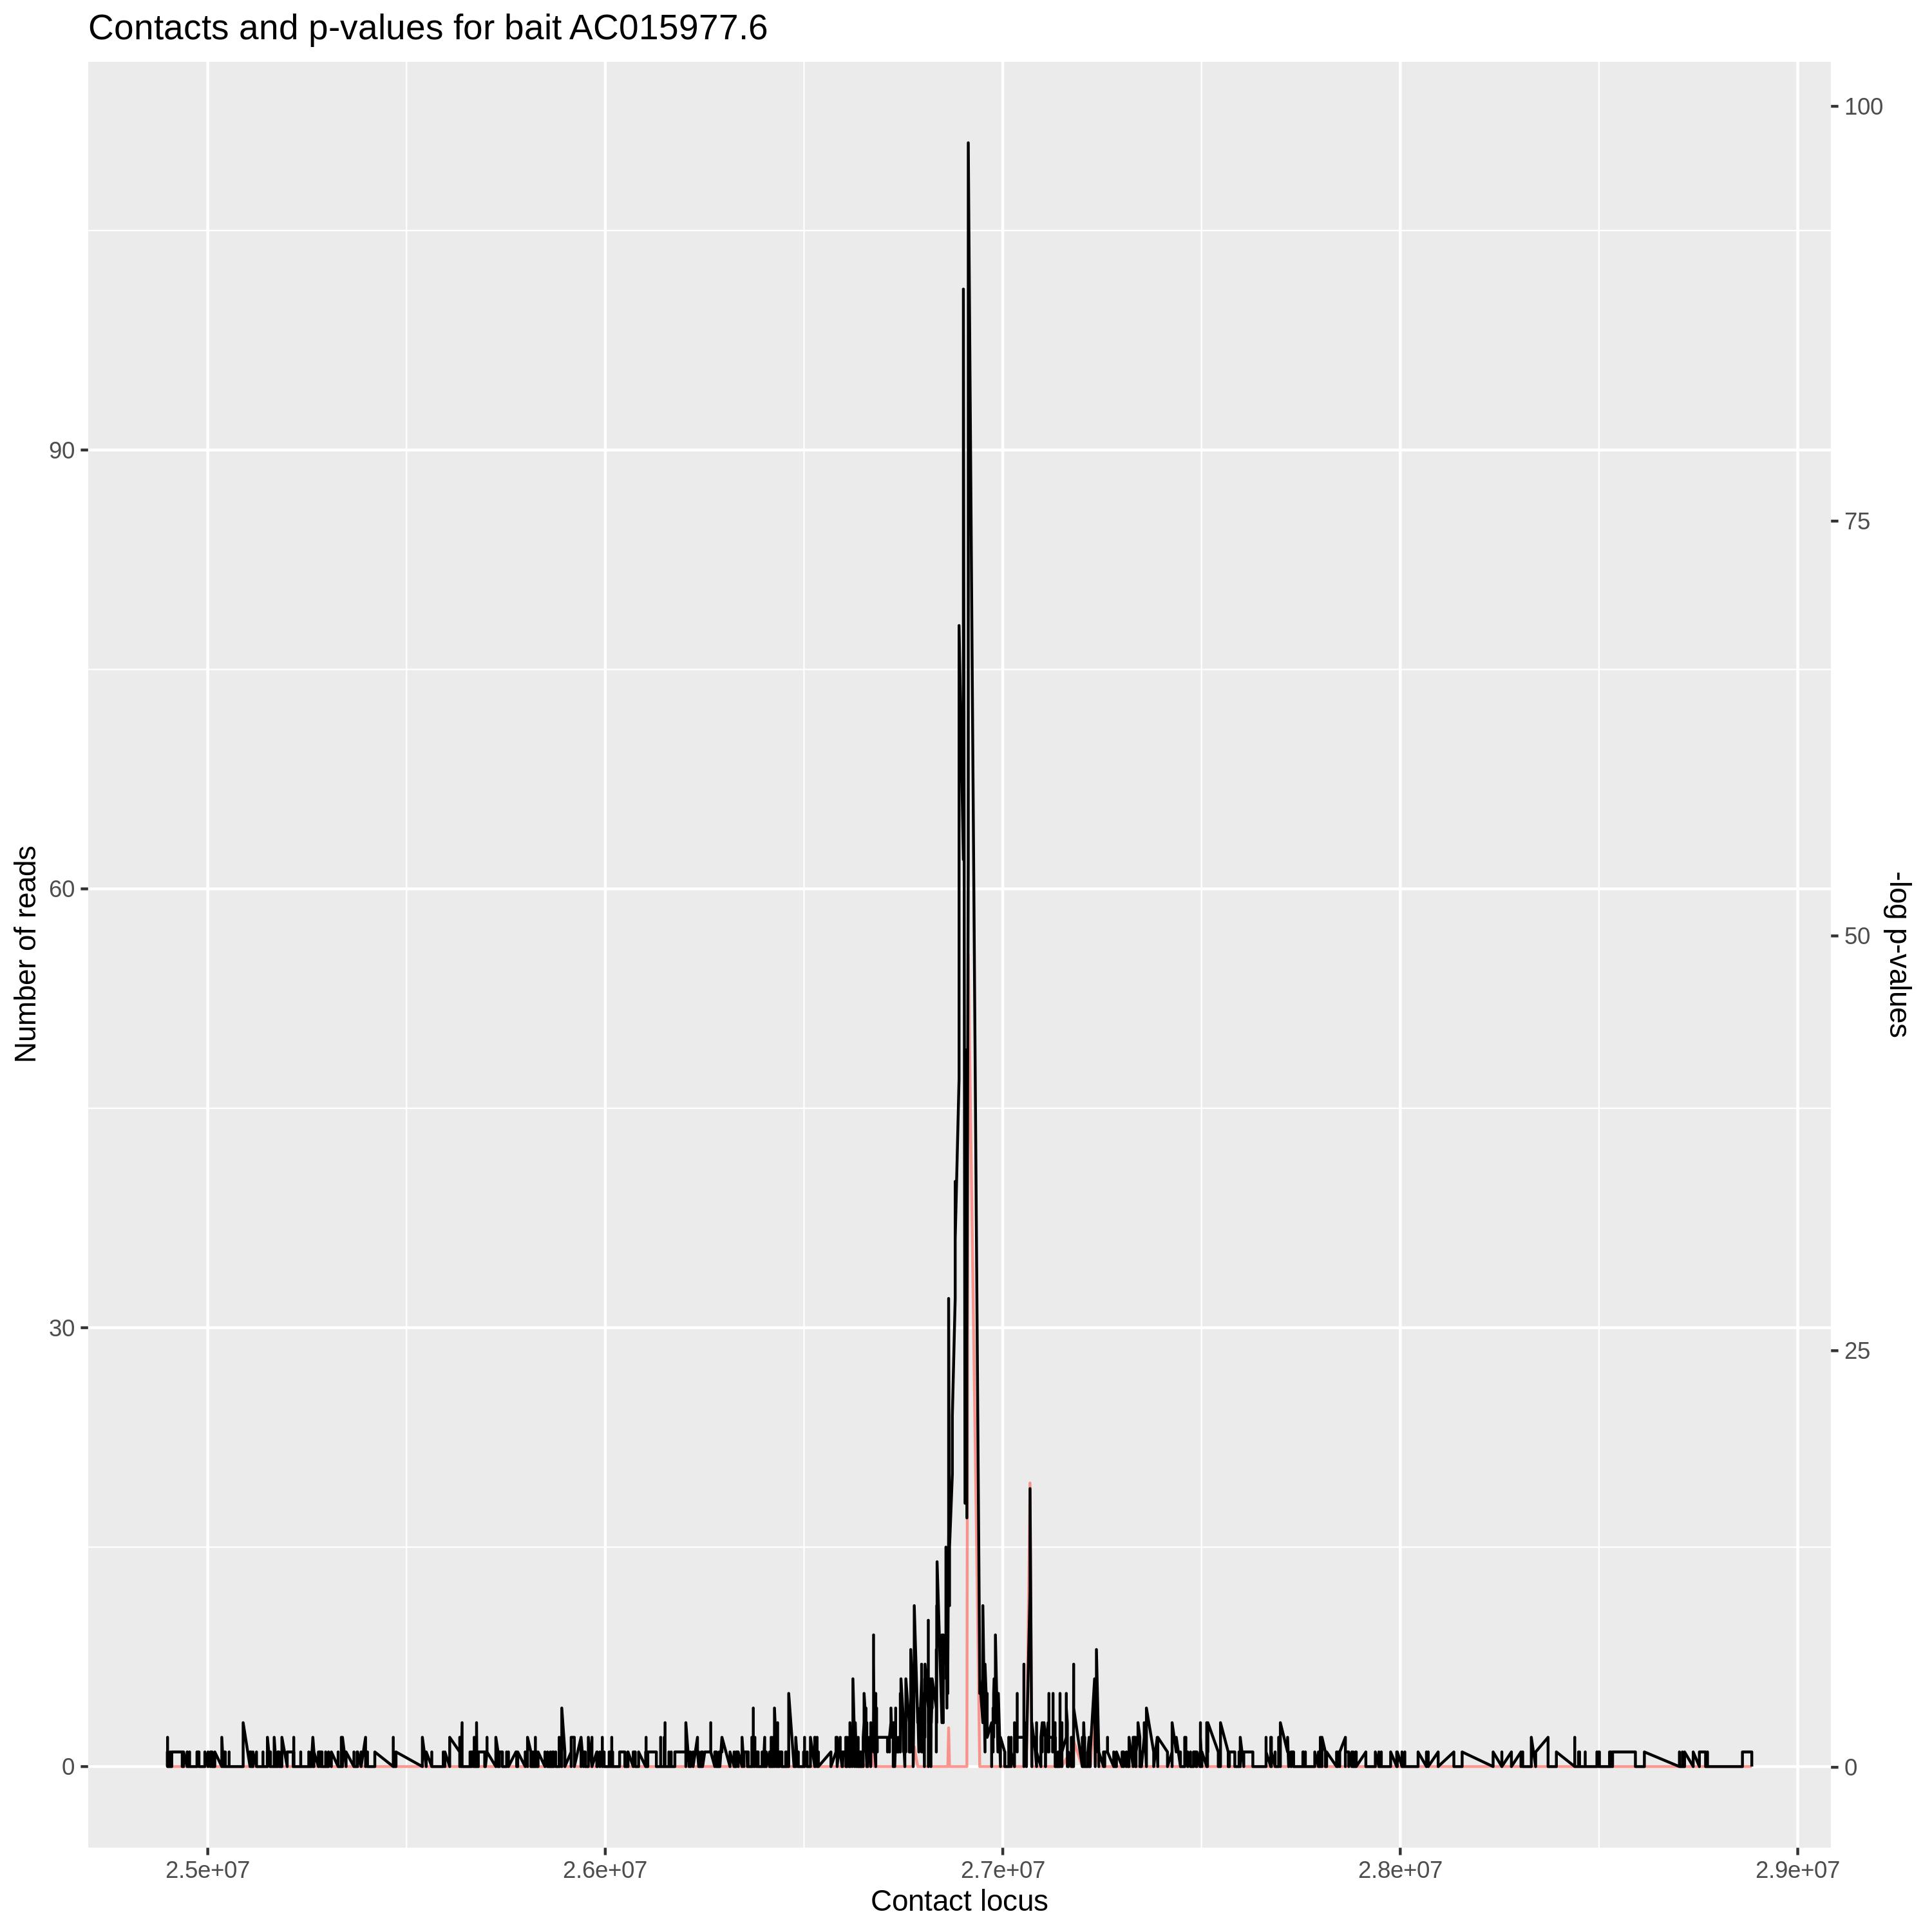 Contacts and p-values for bait AC015977.6
100
90
75
60
50
30
25
0
0
Number of reads
-log p-values
2.5e+07
2.6e+07
2.7e+07
2.8e+07
2.9e+07
Contact locus